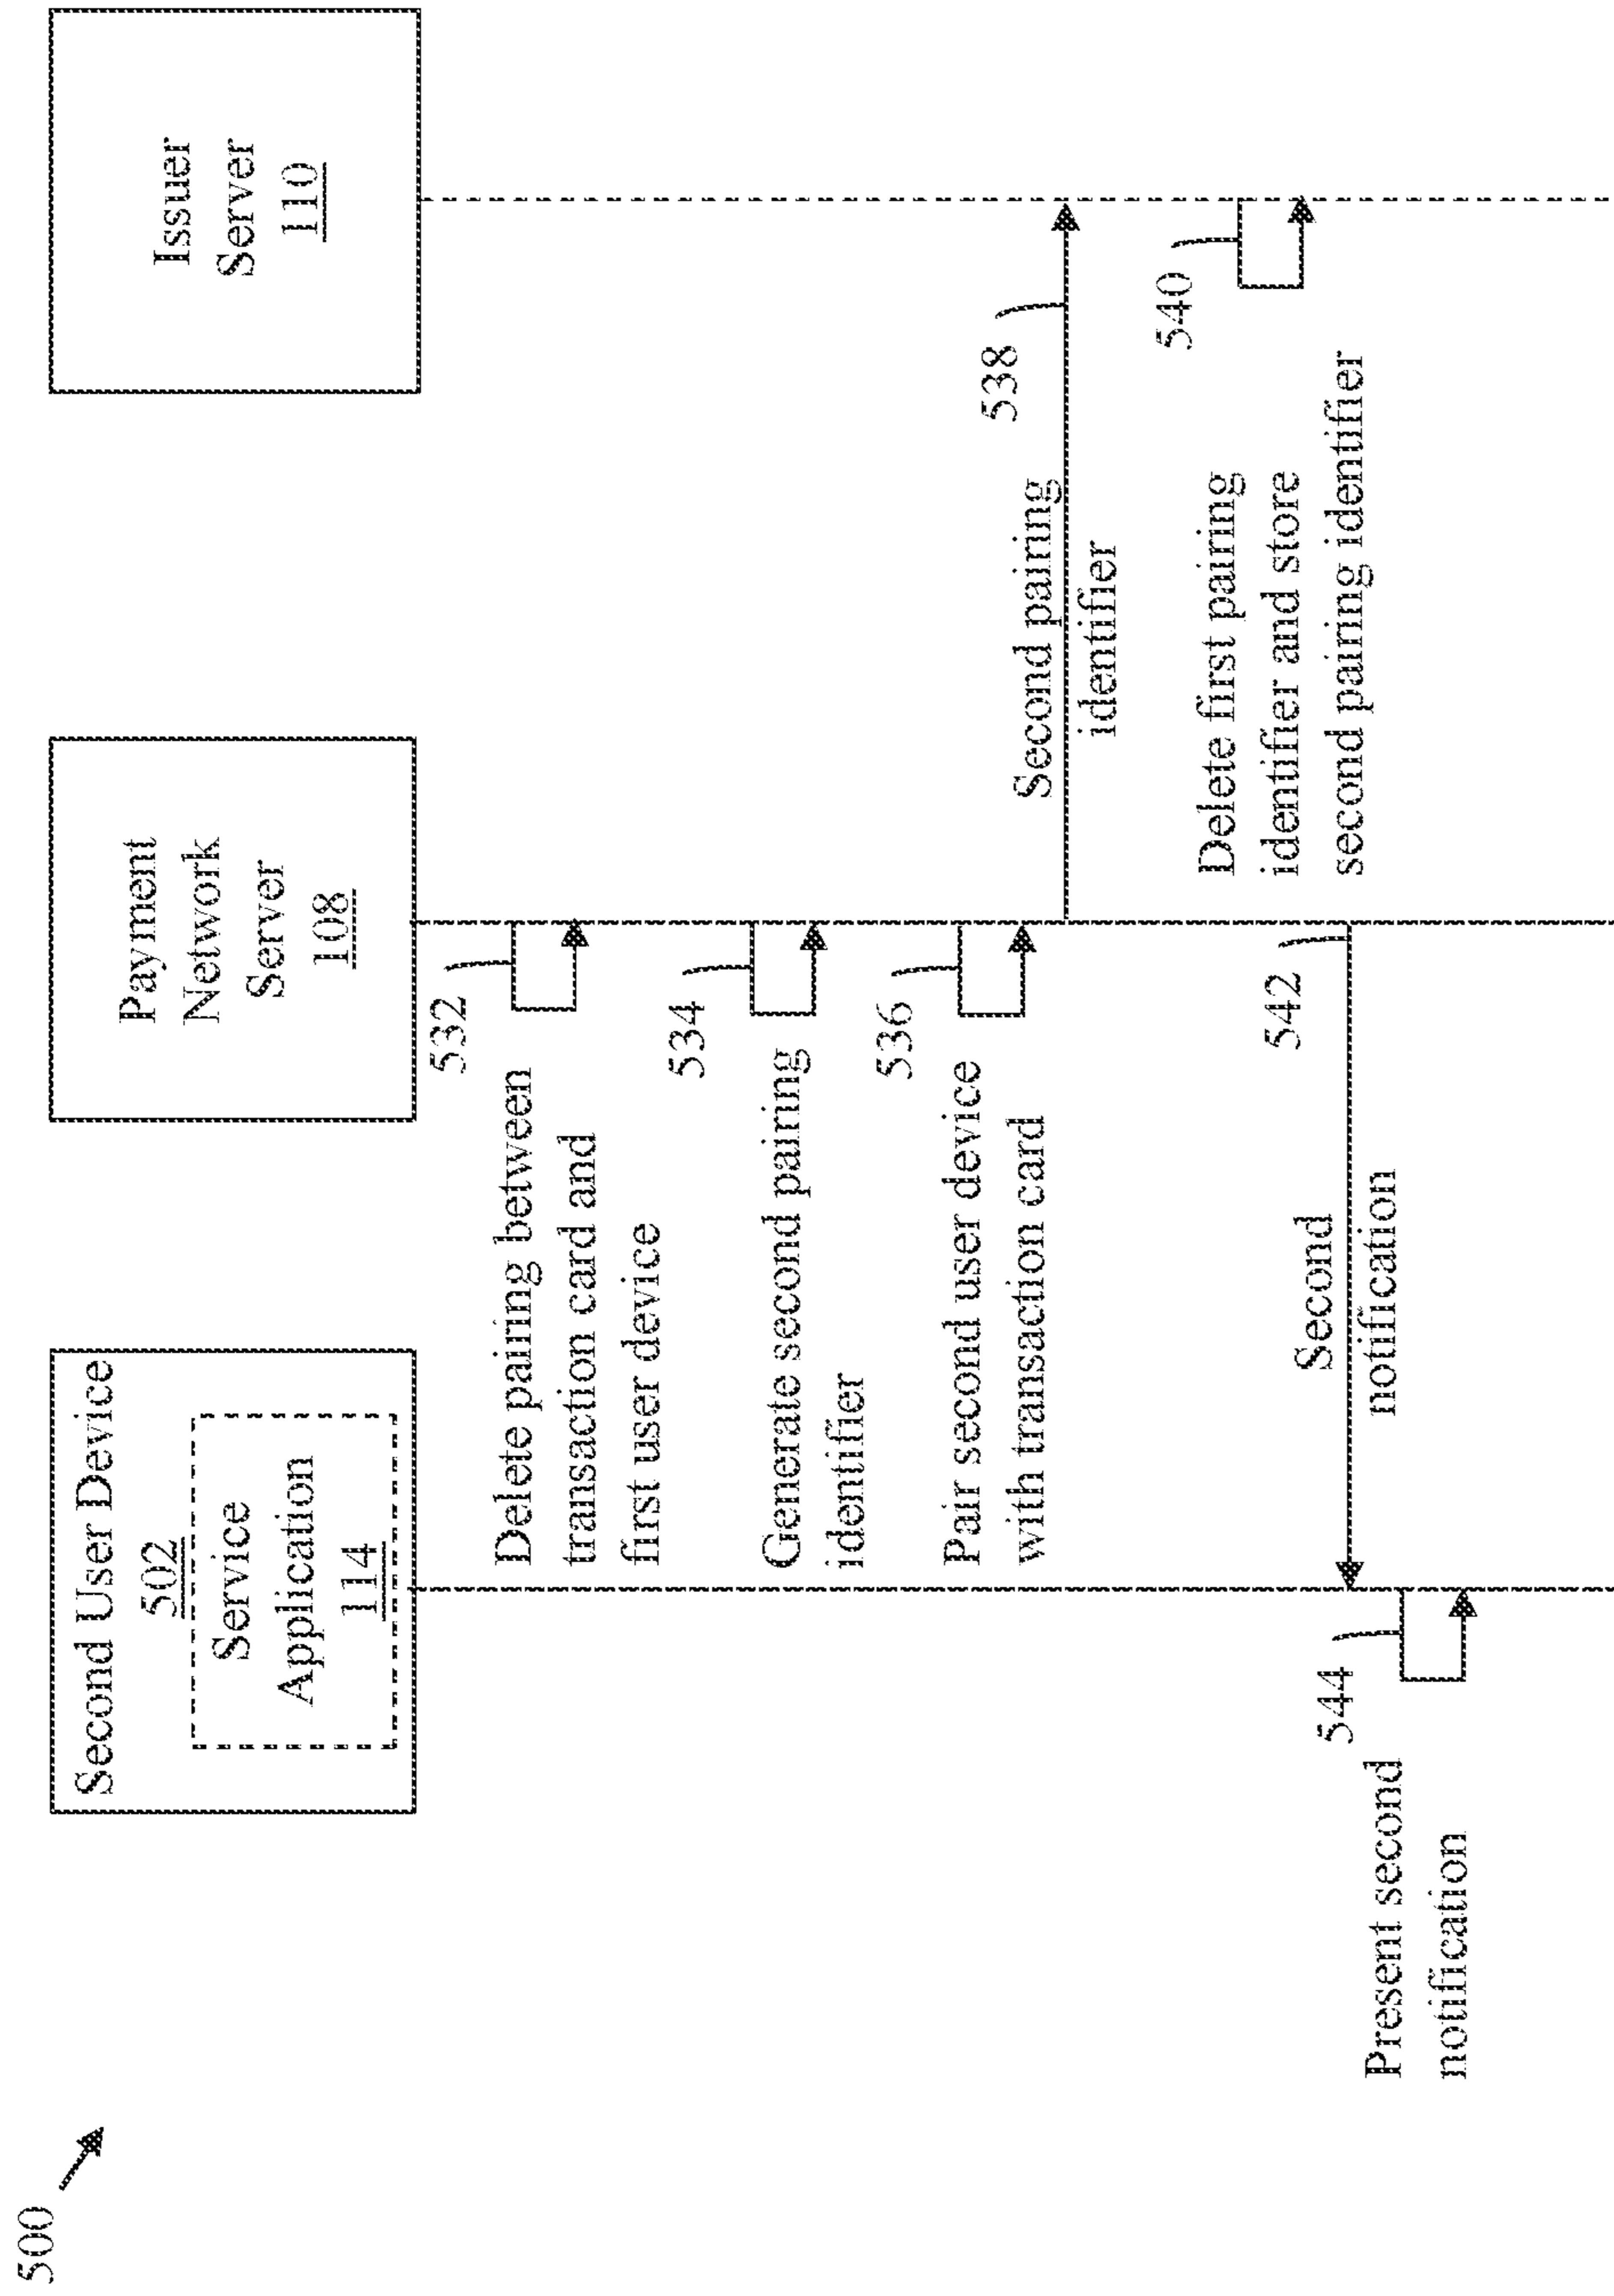 500
Second User Device
502
Service
Application
114
Payment
Network
Server
108
Issuer
Server
110
532
Delete pairing between
transaction card and
first user device
534
Generate second pairing
identifier
536
Pair second user device
with transaction card
538
Second pairing
identifier
540
Delete first pairing
identifier and store
second pairing identifier
542
Second
notification
544
Present second
notification